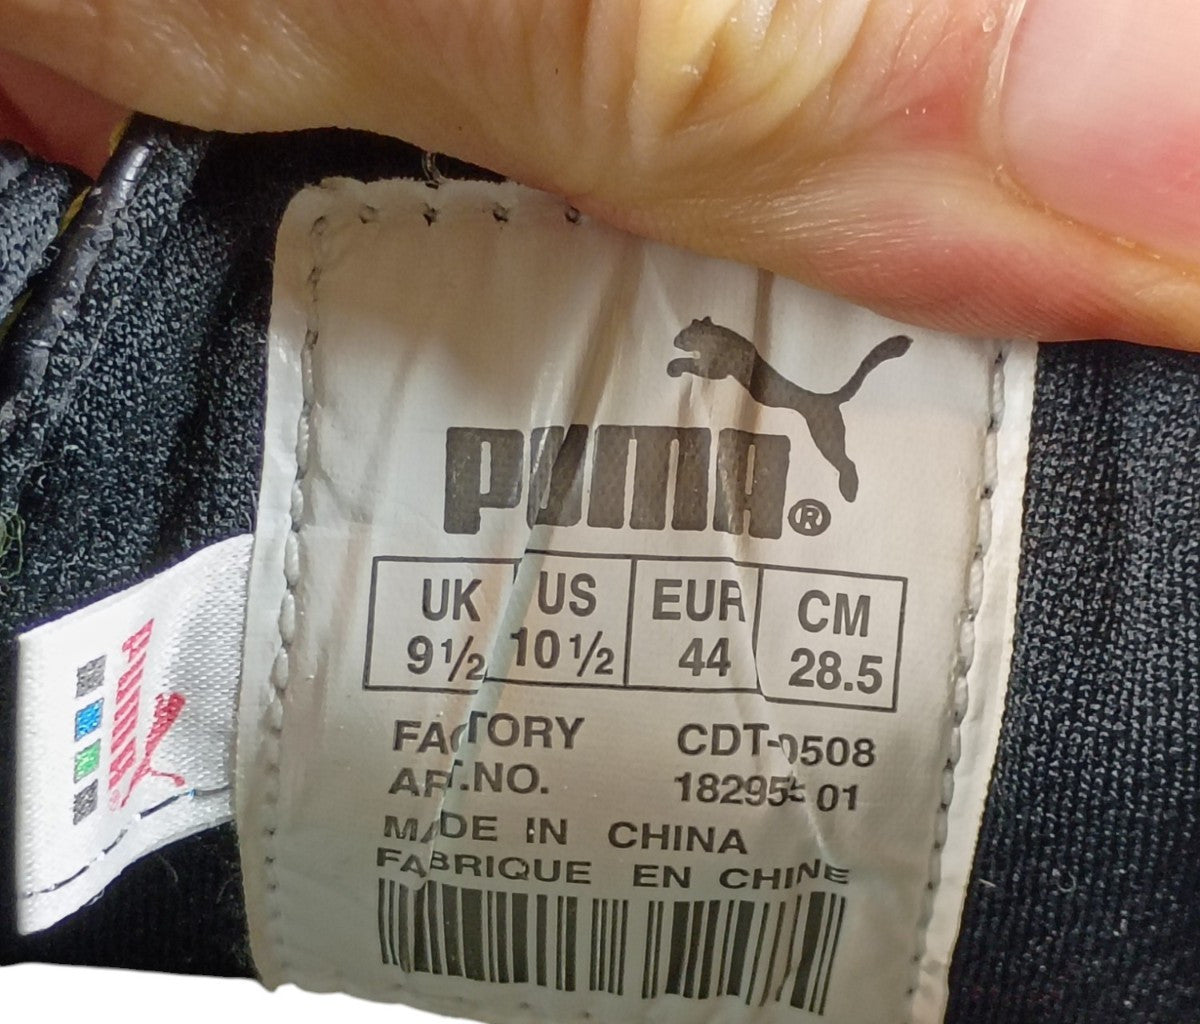 PUMA®
UK US EUR CM
9½ 10½ 44 28.5
FACTORY CDT-0508
ART.NO. 01
MADE IN CHINA
FABRIQUE EN CHINE
PUMA®